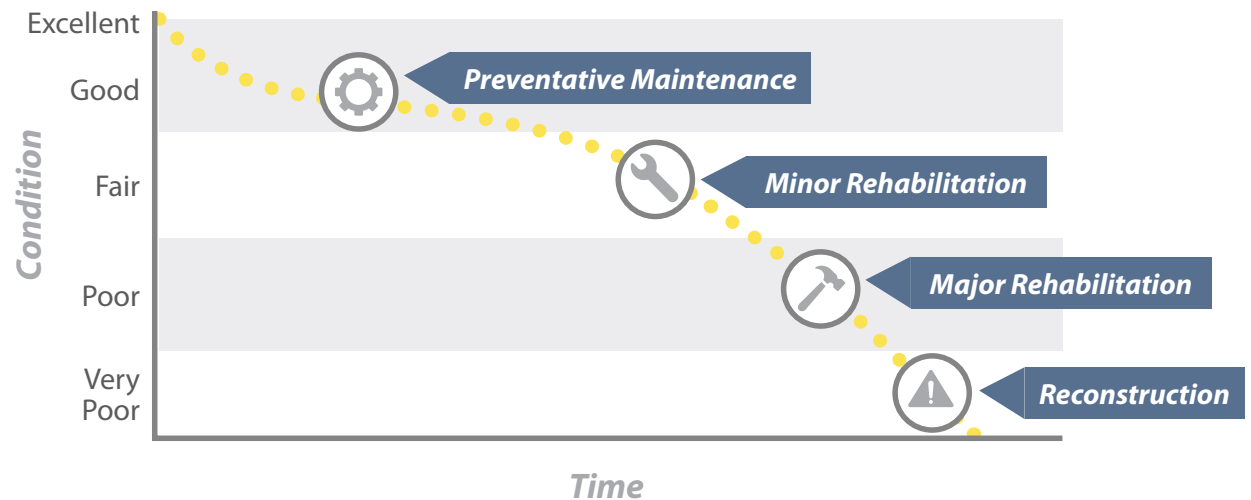 Excellent
Good
Preventative Maintenance
Condition
Fair
Minor Rehabilitation
Poor
Major Rehabilitation
Very
Poor
Reconstruction
Time